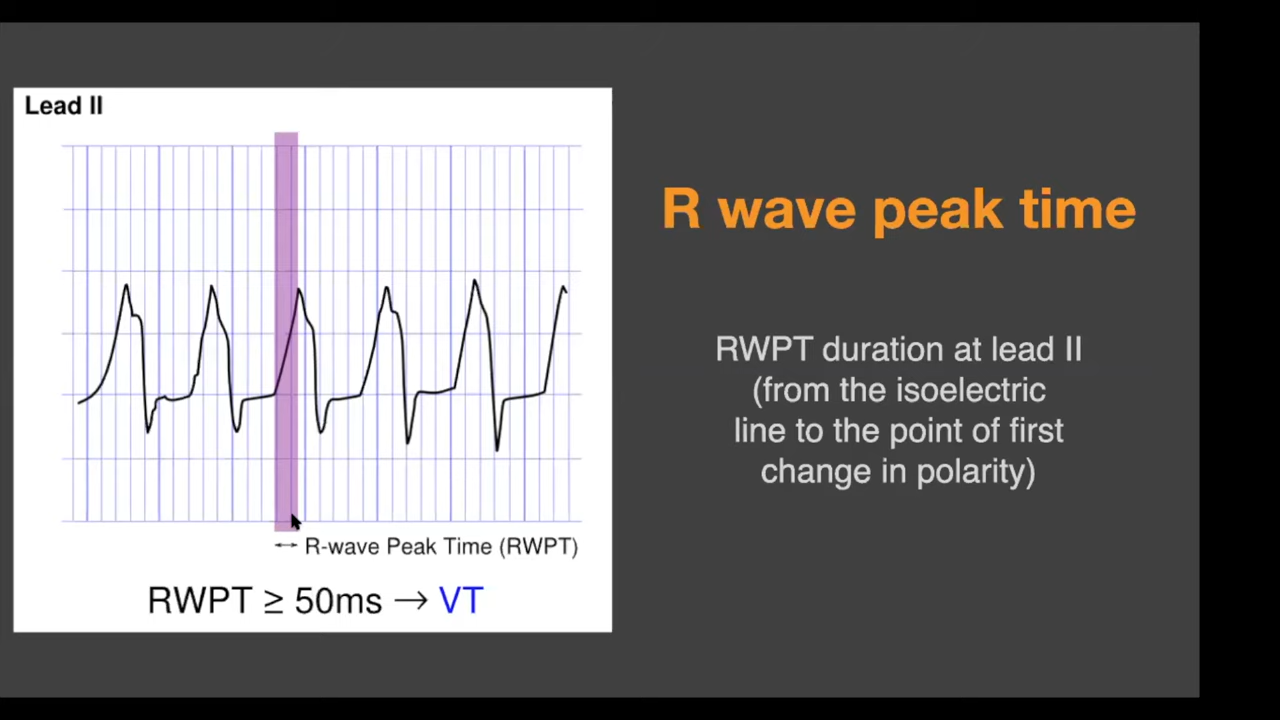 Lead II
R wave peak time
RWPT duration at lead II
(from the isoelectric
line to the point of first
change in polarity)
↔ R-wave Peak Time (RWPT)
RWPT ≥ 50ms → VT